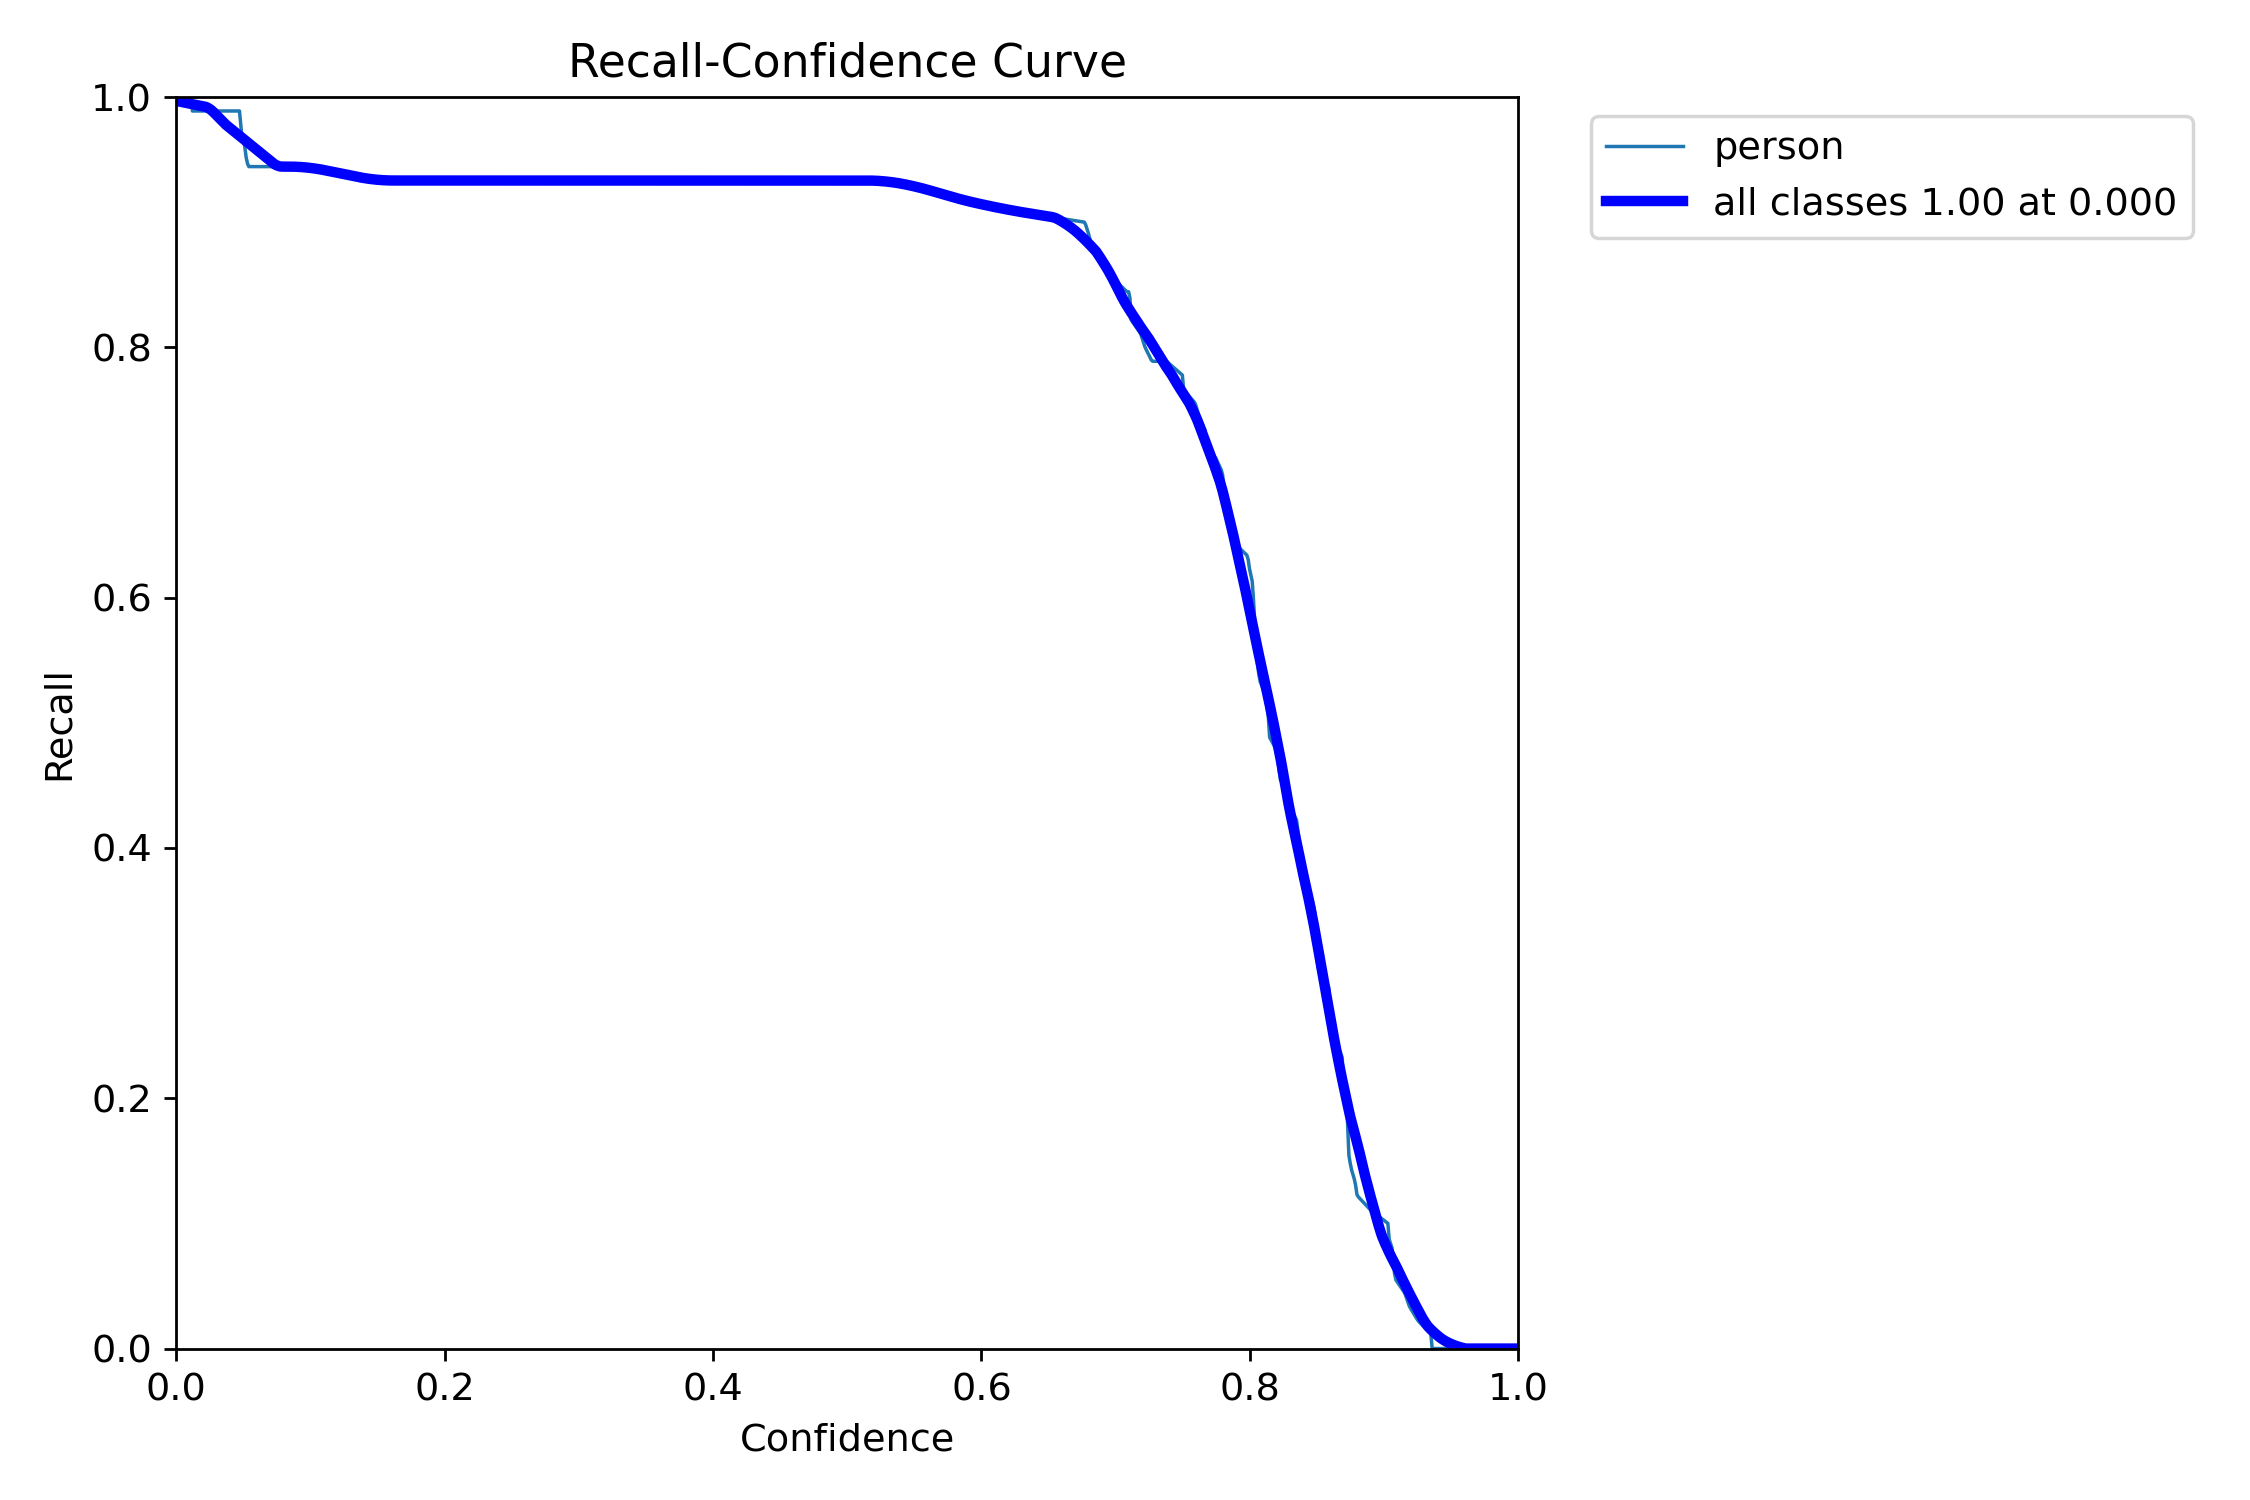 Recall-Confidence Curve
1.0
0.8
0.6
0.4
0.2
0.0
Recall
0.0 0.2 0.4 0.6 0.8 1.0
Confidence
person
all classes 1.00 at 0.000